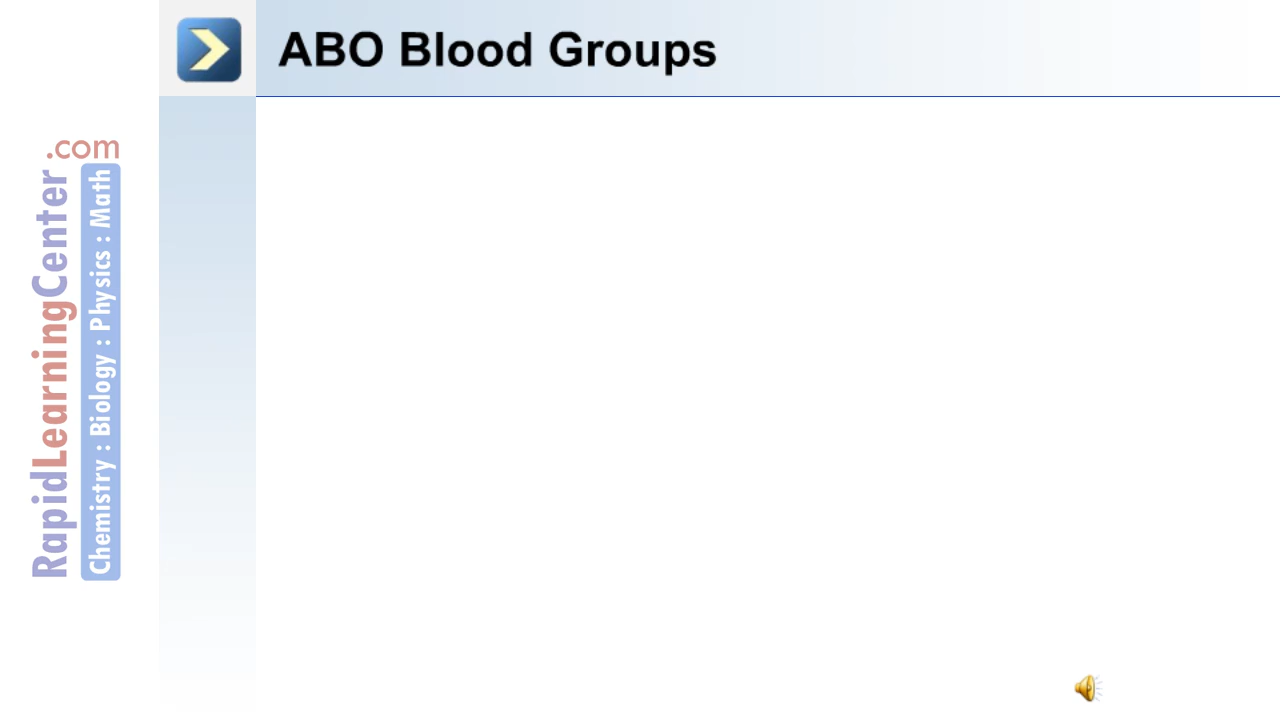 ABO Blood Groups
RapidLearningCenter
.com
Chemistry : Biology : Physics : Math